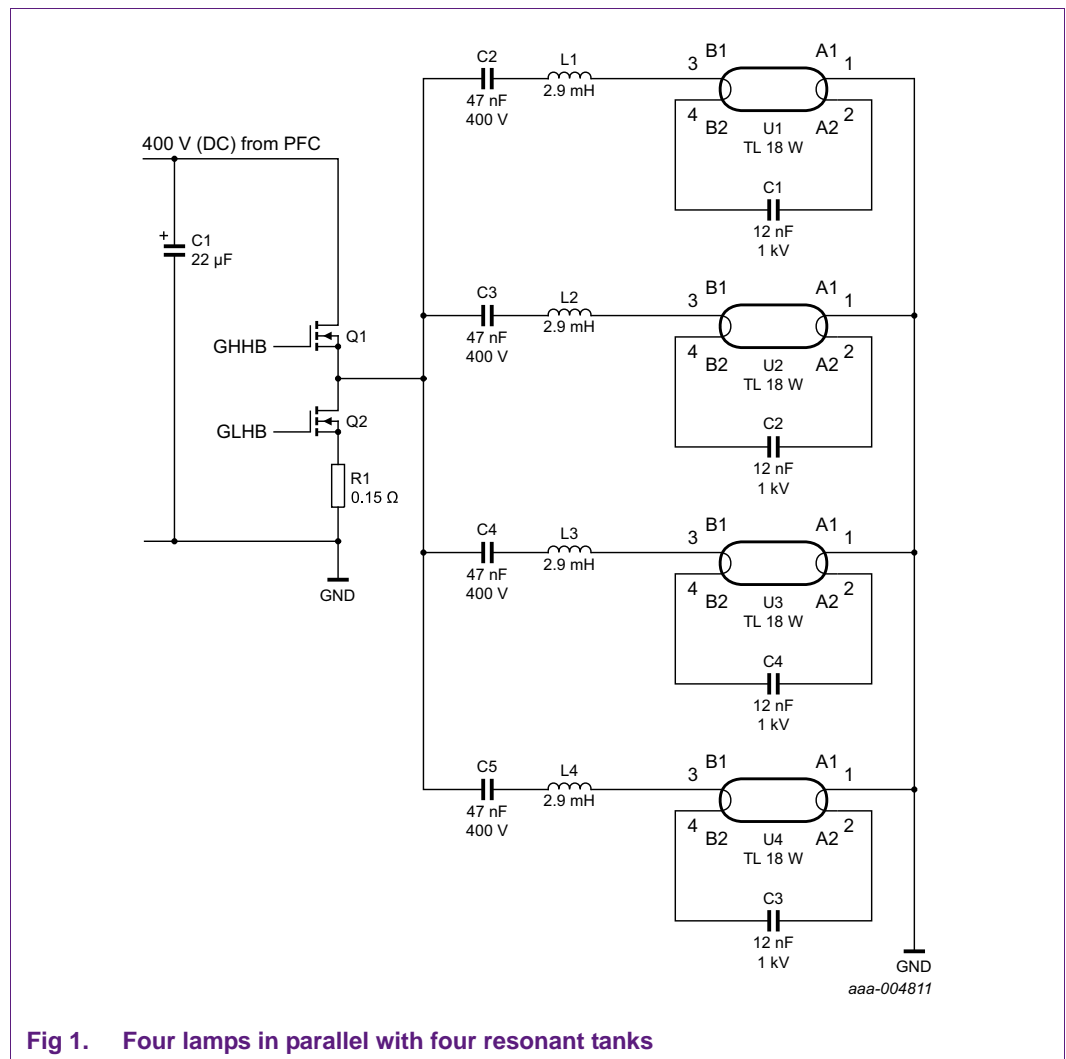 400 V (DC) from PFC
+
C1
22 µF
GHHB
Q1
GLHB
Q2
R1
0.15 Ω
GND
C2
47 nF
400 V
L1
2.9 mH
B1
3
A1
1
4
B2
2
A2
U1
TL 18 W
C1
12 nF
1 kV
C3
47 nF
400 V
L2
2.9 mH
B1
3
A1
1
4
B2
2
A2
U2
TL 18 W
C2
12 nF
1 kV
C4
47 nF
400 V
L3
2.9 mH
B1
3
A1
1
4
B2
2
A2
U3
TL 18 W
C4
12 nF
1 kV
C5
47 nF
400 V
L4
2.9 mH
B1
3
A1
1
4
B2
2
A2
U4
TL 18 W
C3
12 nF
1 kV
GND
aaa-004811
Fig 1. Four lamps in parallel with four resonant tanks